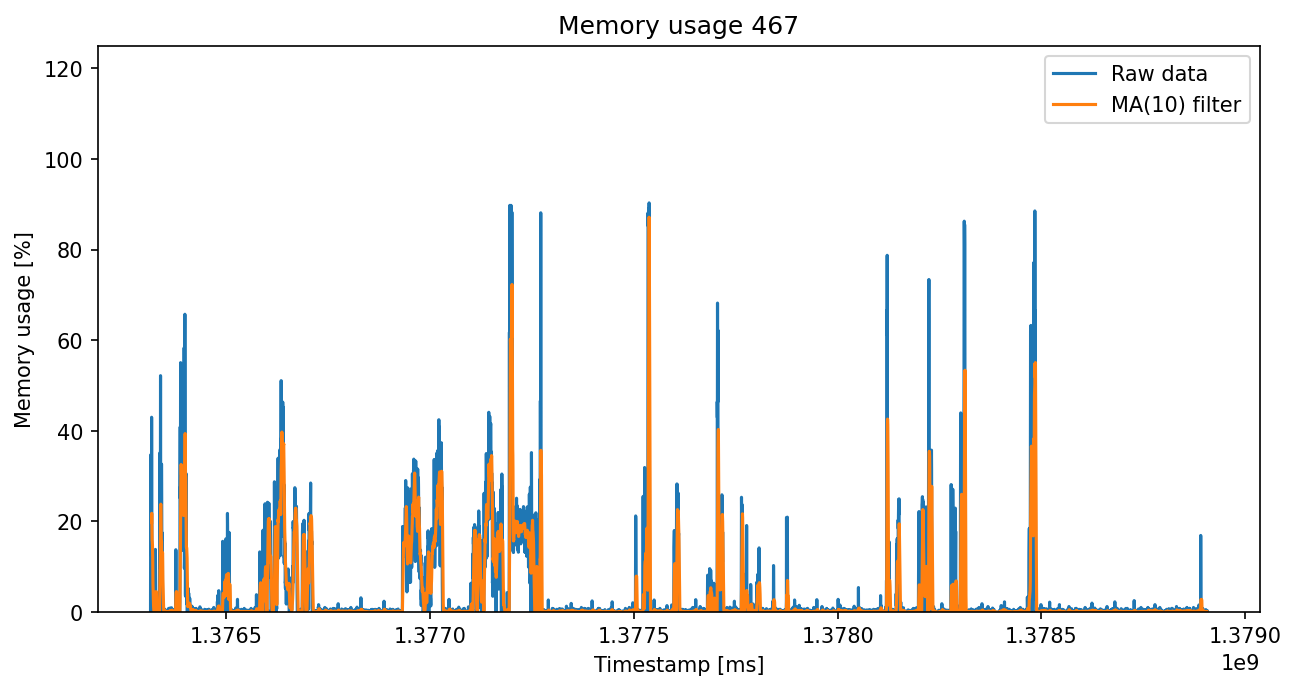 Memory usage 467
Raw data
MA(10) filter
Memory usage [%]
120
100
80
60
40
20
0
1.3765 1.3770 1.3775 1.3780 1.3785 1.3790
1e9
Timestamp [ms]